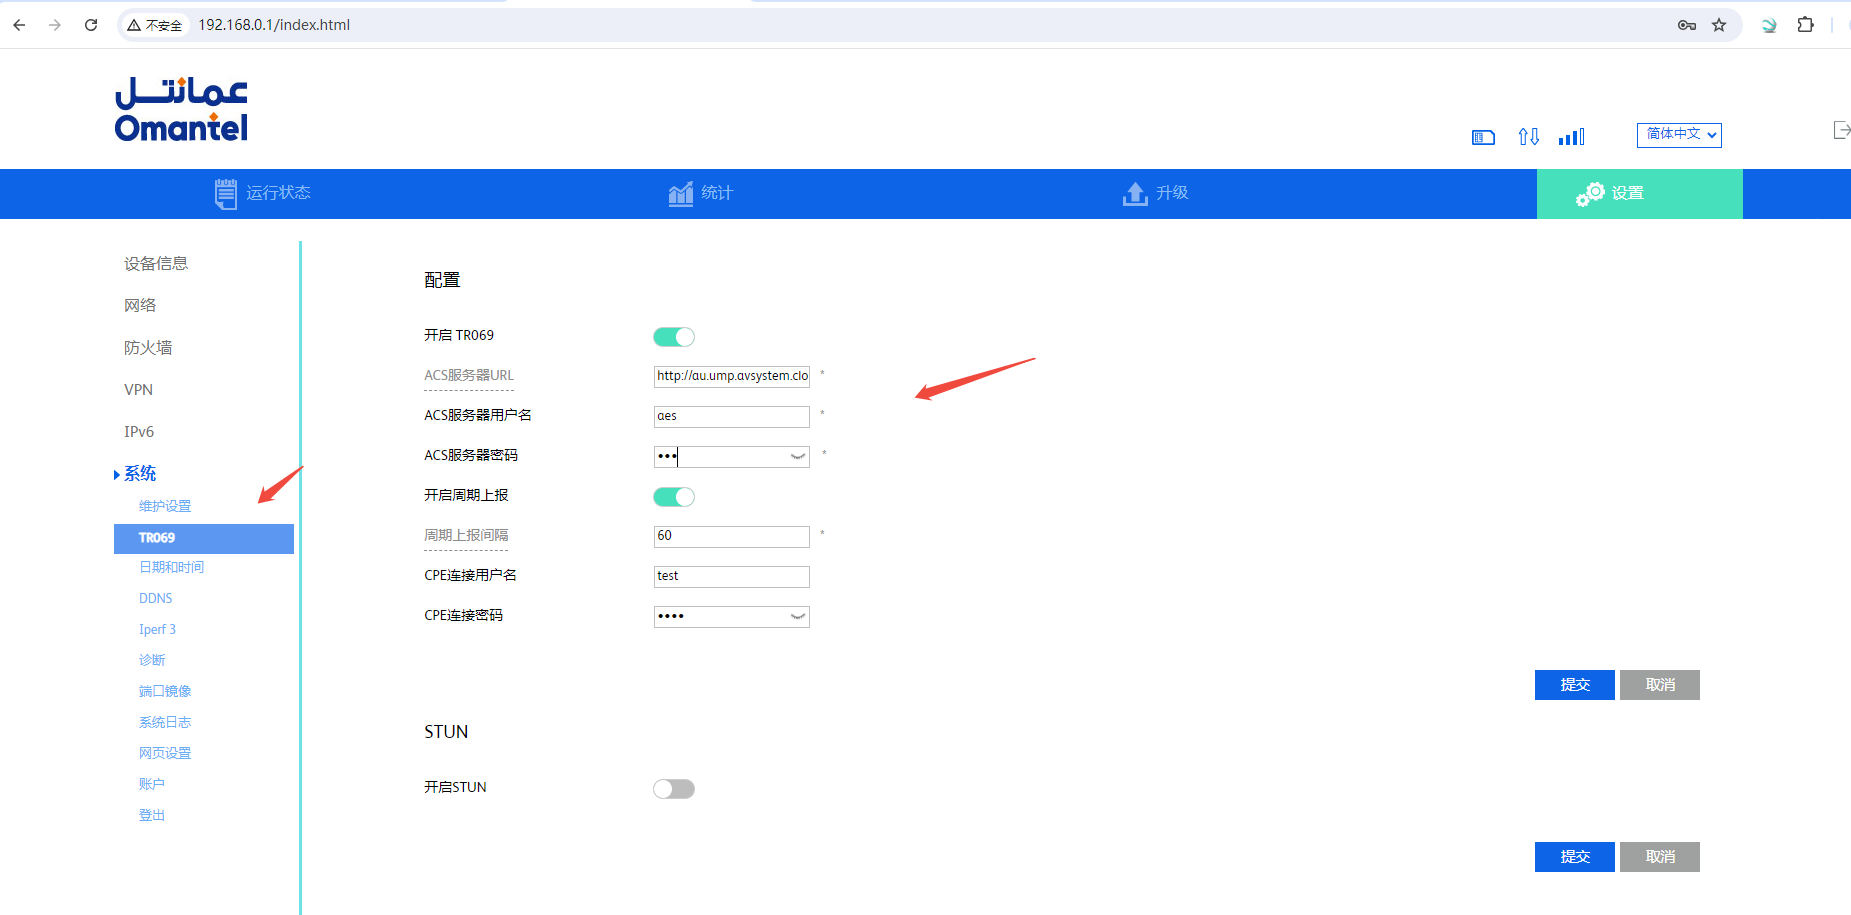 不安全 192.168.0.1/index.html
عمانتل
Omantel
简体中文
运行状态 统计 升级 设置
设备信息
网络
防火墙
VPN
IPv6
系统
维护设置
TR069
日期和时间
DDNS
Iperf 3
诊断
端口镜像
系统日志
网页设置
账户
登出
配置
开启 TR069
ACS服务器URL http://au.ump.avsystem.clo *
ACS服务器用户名 aes *
ACS服务器密码 ••• *
开启周期上报
周期上报间隔 60 *
CPE连接用户名 test
CPE连接密码 ••••
提交 取消
STUN
开启STUN
提交 取消